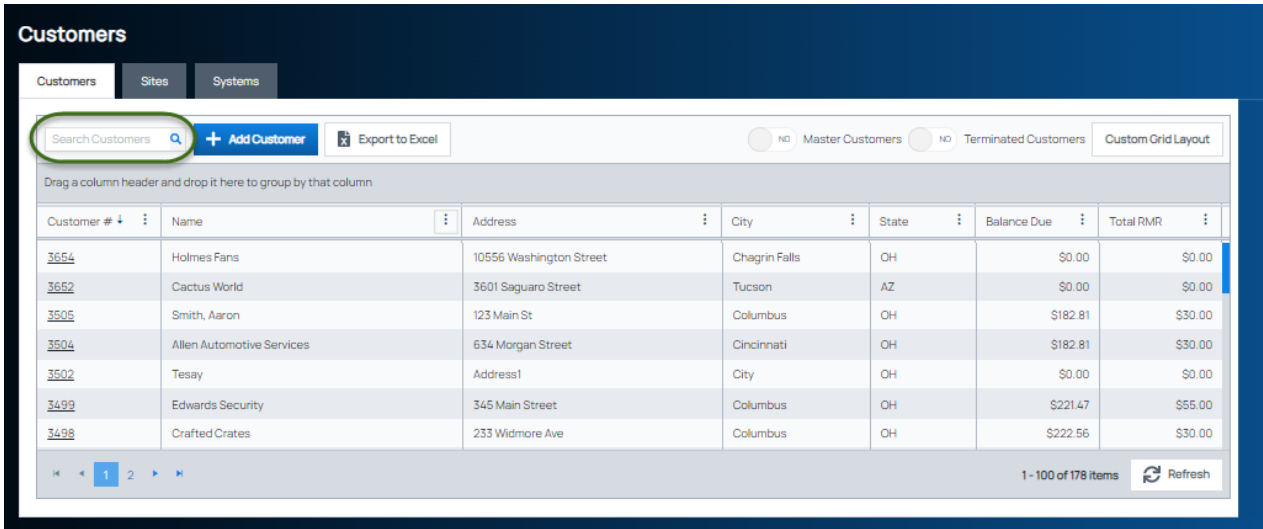 Customers
Customers Sites Systems
Search Customers + Add Customer Export to Excel NO Master Customers NO Terminated Customers Custom Grid Layout
Drag a column header and drop it here to group by that column
Customer # Name Address City State Balance Due Total RMR
3654 Holmes Fans 10556 Washington Street Chagrin Falls OH $0.00 $0.00
3652 Cactus World 3601 Saguaro Street Tucson AZ $0.00 $0.00
3505 Smith, Aaron 123 Main St Columbus OH $182.81 $30.00
3504 Allen Automotive Services 634 Morgan Street Cincinnati OH $182.81 $30.00
3502 Tesay Address1 City OH $0.00 $0.00
3499 Edwards Security 345 Main Street Columbus OH $221.47 $55.00
3498 Crafted Crates 233 Widmore Ave Columbus OH $222.56 $30.00
1 2 1 - 100 of 178 items Refresh